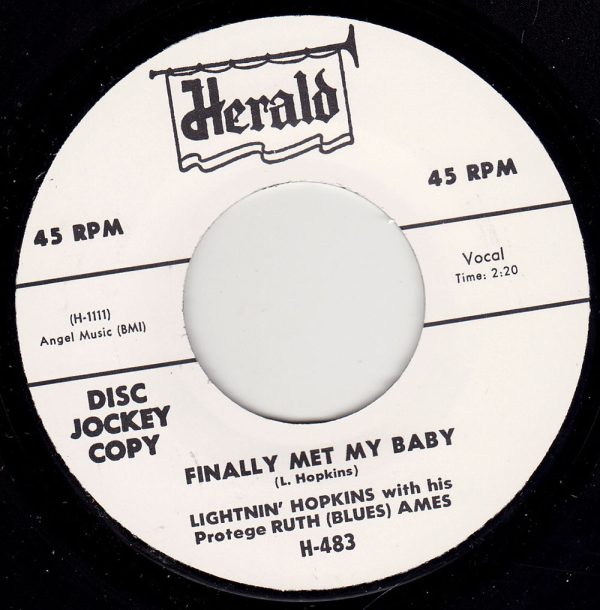 Herald
45 RPM
45 RPM
Vocal
Time: 2:20
(H-1111)
Angel Music (BMI)
DISC
JOCKEY
COPY
FINALLY MET MY BABY
(L. Hopkins)
LIGHTNIN' HOPKINS with his
Protege RUTH (BLUES) AMES
H-483